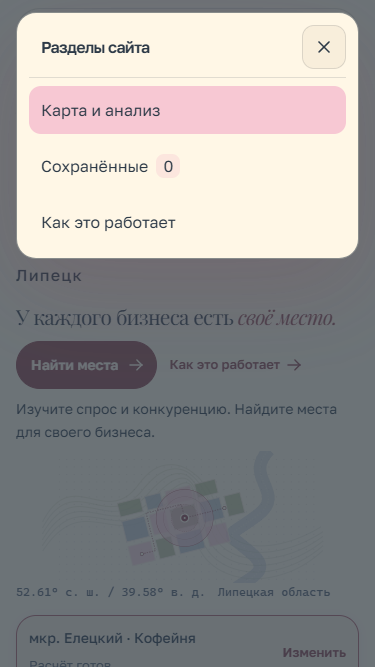 Разделы сайта
Карта и анализ
Сохранённые 0
Как это работает
Липецк
У каждого бизнеса есть своё место.
Найти места → Как это работает →
Изучите спрос и конкуренцию. Найдите места
для своего бизнеса.
52.61° с. ш. / 39.58° в. д. Липецкая область
мкр. Елецкий · Кофейня
Изменить
Расчёт готов